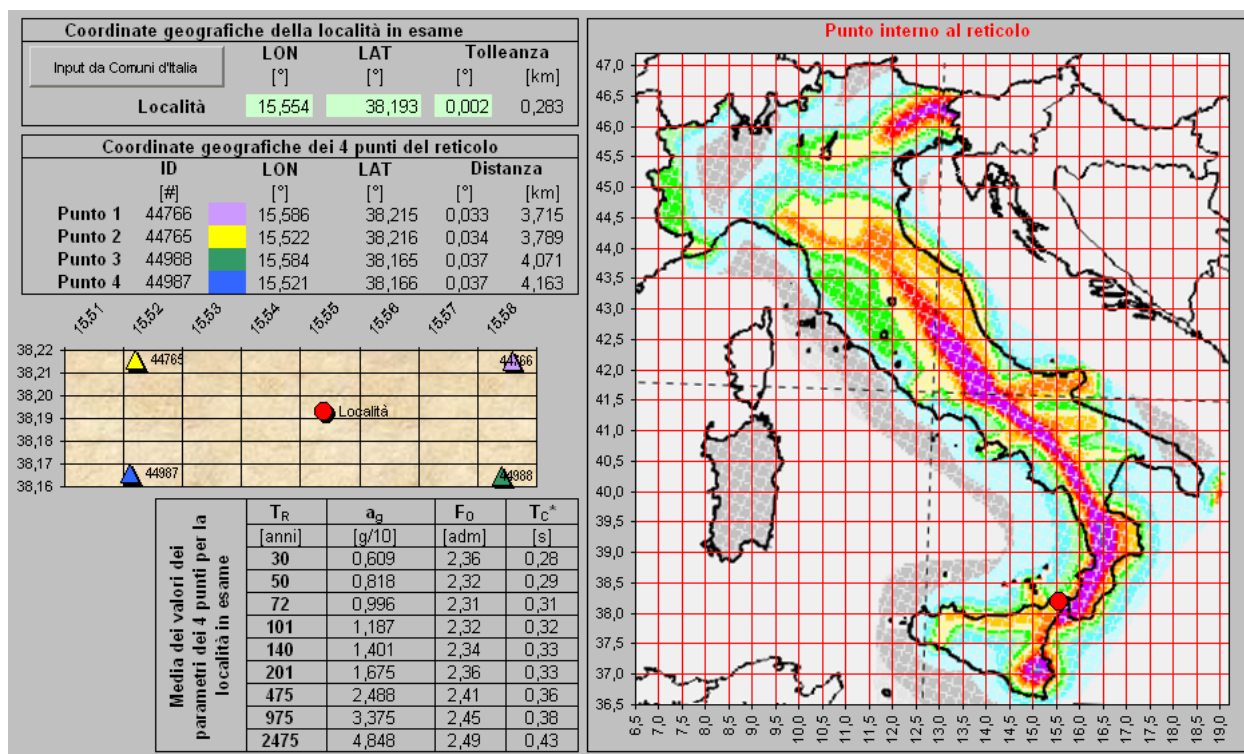 Coordinate geografiche della località in esame
Input da Comuni d'Italia
LON LAT Tolleanza
[°] [°] [°] [km]
Località 15,554 38,193 0,002 0,283
Coordinate geografiche dei 4 punti del reticolo
ID LON LAT Distanza
[#] [°] [°] [°] [km]
Punto 1 44766 15,586 38,215 0,033 3,715
Punto 2 44765 15,522 38,216 0,034 3,789
Punto 3 44988 15,584 38,165 0,037 4,071
Punto 4 44987 15,521 38,166 0,037 4,163
15,51 15,52 15,53 15,54 15,55 15,56 15,57 15,58
38,22
38,21
38,20
38,19
38,18
38,17
38,16
44765
44766
Località
44987
44988
Media dei valori dei parametri dei 4 punti per la località in esame
TR ag F0 TC*
[anni] [g/10] [adm] [s]
30 0,609 2,36 0,28
50 0,818 2,32 0,29
72 0,996 2,31 0,31
101 1,187 2,32 0,32
140 1,401 2,34 0,33
201 1,675 2,36 0,33
475 2,488 2,41 0,36
975 3,375 2,45 0,38
2475 4,848 2,49 0,43
Punto interno al reticolo
47,0
46,5
46,0
45,5
45,0
44,5
44,0
43,5
43,0
42,5
42,0
41,5
41,0
40,5
40,0
39,5
39,0
38,5
38,0
37,5
37,0
36,5
6,5 7,0 7,5 8,0 8,5 9,0 9,5 10,0 10,5 11,0 11,5 12,0 12,5 13,0 13,5 14,0 14,5 15,0 15,5 16,0 16,5 17,0 17,5 18,0 18,5 19,0